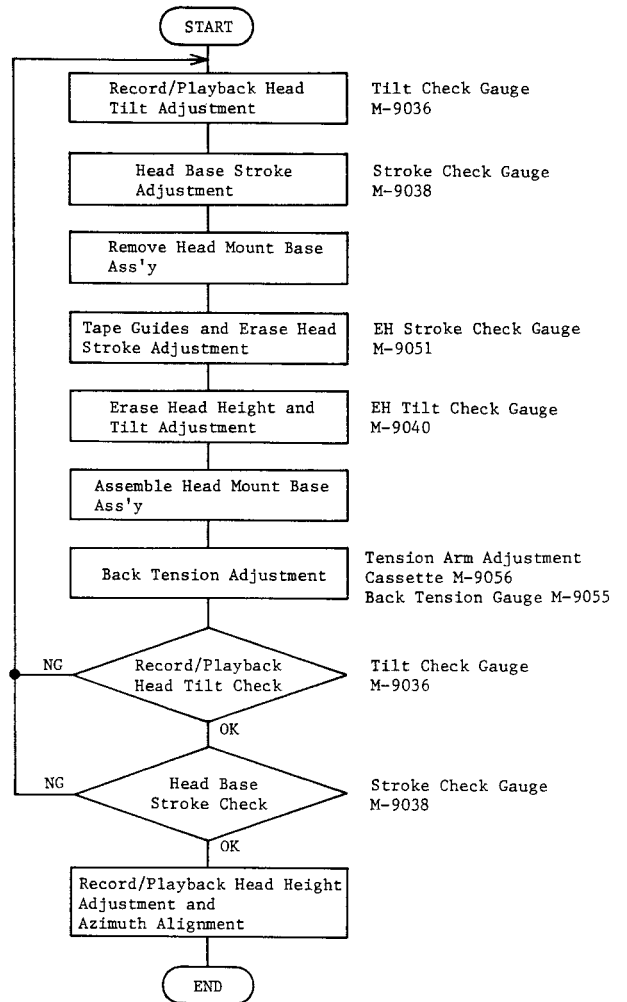 START
Record/Playback Head
Tilt Adjustment
Tilt Check Gauge
M-9036
Head Base Stroke
Adjustment
Stroke Check Gauge
M-9038
Remove Head Mount Base
Ass'y
Tape Guides and Erase Head
Stroke Adjustment
EH Stroke Check Gauge
M-9051
Erase Head Height and
Tilt Adjustment
EH Tilt Check Gauge
M-9040
Assemble Head Mount Base
Ass'y
Back Tension Adjustment
Tension Arm Adjustment
Cassette M-9056
Back Tension Gauge M-9055
NG
Record/Playback
Head Tilt Check
Tilt Check Gauge
M-9036
OK
NG
Head Base
Stroke Check
Stroke Check Gauge
M-9038
OK
Record/Playback Head Height
Adjustment and
Azimuth Alignment
END